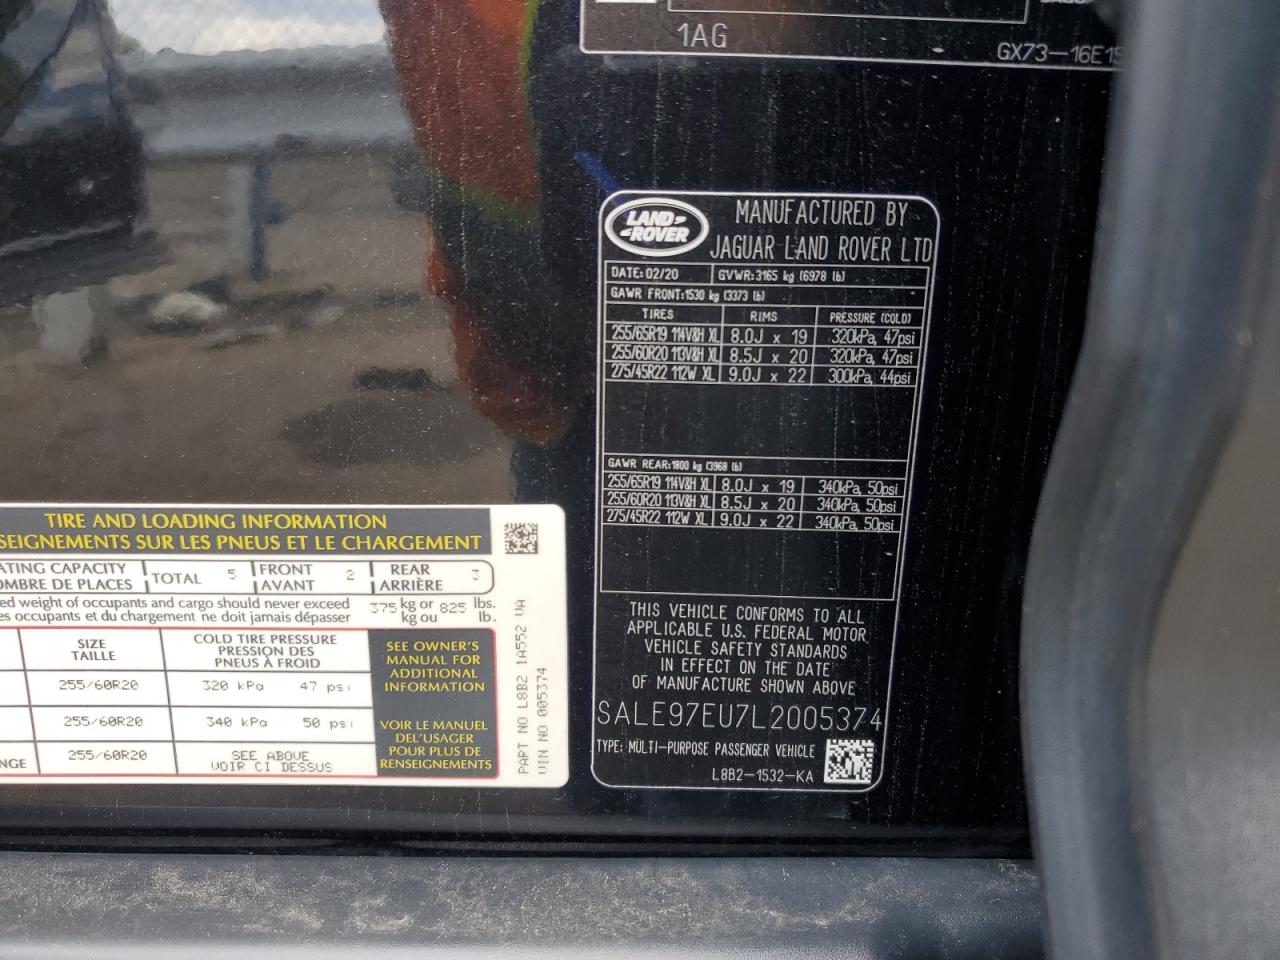 1AG
GX73-16E15
LAND ROVER
MANUFACTURED BY
JAGUAR LAND ROVER LTD
DATE: 02/20 GVWR: 3165 kg (6978 lb)
GAWR FRONT: 1530 kg (3373 lb)
TIRES RIMS PRESSURE (COLD)
255/65R19 114V&H XL 8.0J x 19 320kPa, 47psi
255/60R20 113V&H XL 8.5J x 20 320kPa, 47psi
275/45R22 112W XL 9.0J x 22 300kPa, 44psi
GAWR REAR: 1800 kg (3968 lb)
255/65R19 114V&H XL 8.0J x 19 340kPa, 50psi
255/60R20 113V&H XL 8.5J x 20 340kPa, 50psi
275/45R22 112W XL 9.0J x 22 340kPa, 50psi
THIS VEHICLE CONFORMS TO ALL
APPLICABLE U.S. FEDERAL MOTOR
VEHICLE SAFETY STANDARDS
IN EFFECT ON THE DATE
OF MANUFACTURE SHOWN ABOVE
SALE97EU7L2005374
TYPE: MULTI-PURPOSE PASSENGER VEHICLE
L8B2-1532-KA
TIRE AND LOADING INFORMATION
SEIGNEMENTS SUR LES PNEUS ET LE CHARGEMENT
ATING CAPACITY TOTAL 5 FRONT 2 REAR 3
OMBRE DE PLACES AVANT ARRIÈRE
ed weight of occupants and cargo should never exceed 375 kg or 825 lbs.
es occupants et du chargement ne doit jamais dépasser kg ou lb.
SIZE
TAILLE
COLD TIRE PRESSURE
PRESSION DES
PNEUS À FROID
255/60R20 320 kPa 47 psi
255/60R20 340 kPa 50 psi
NGE 255/60R20 SEE ABOVE
VOIR CI DESSUS
SEE OWNER'S
MANUAL FOR
ADDITIONAL
INFORMATION
VOIR LE MANUEL
DEL'USAGER
POUR PLUS DE
RENSEIGNEMENTS
PART NO L8B2 1A552 VA
VIN NO 005374